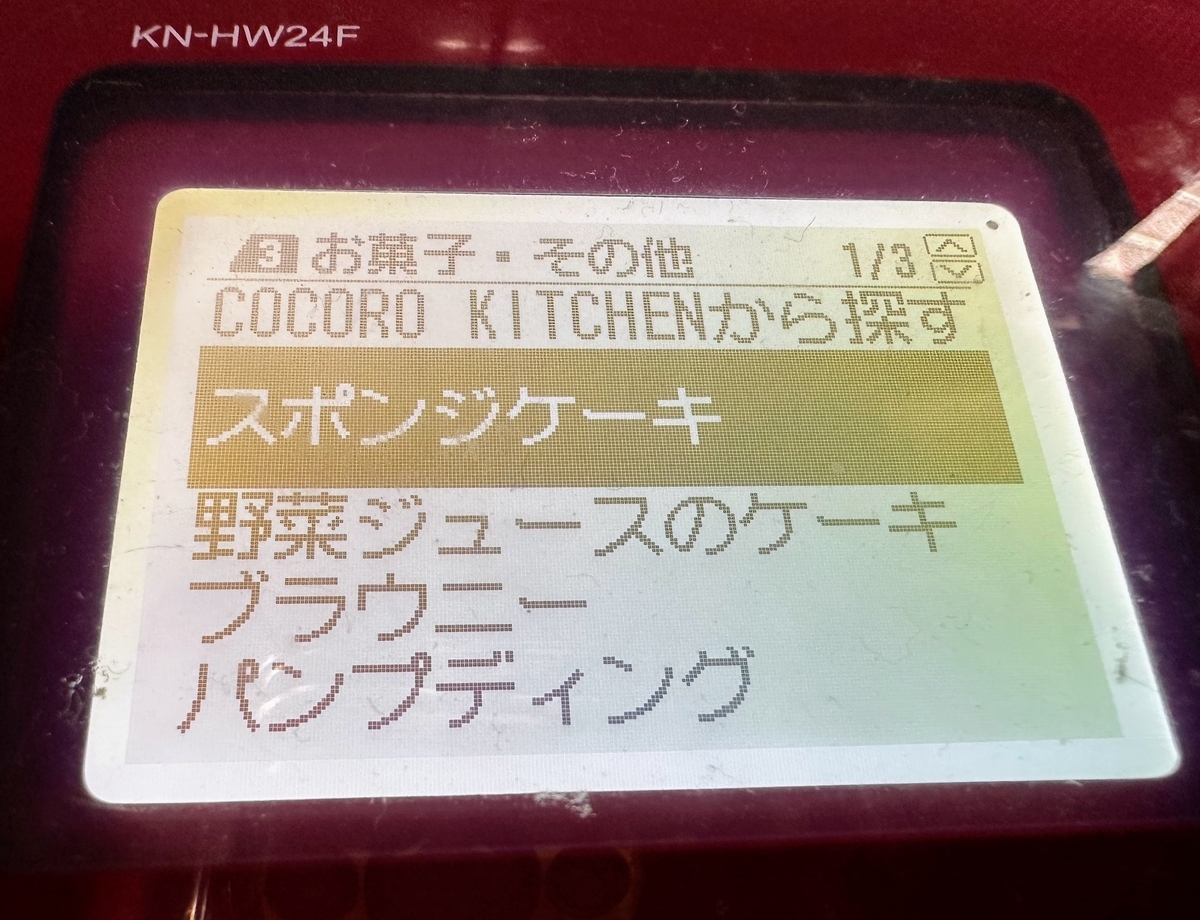 KN-HW24F
3 お菓子・その他 1/3
COCORO KITCHENから探す
スポンジケーキ
野菜ジュースのケーキ
ブラウニー
パンプディング